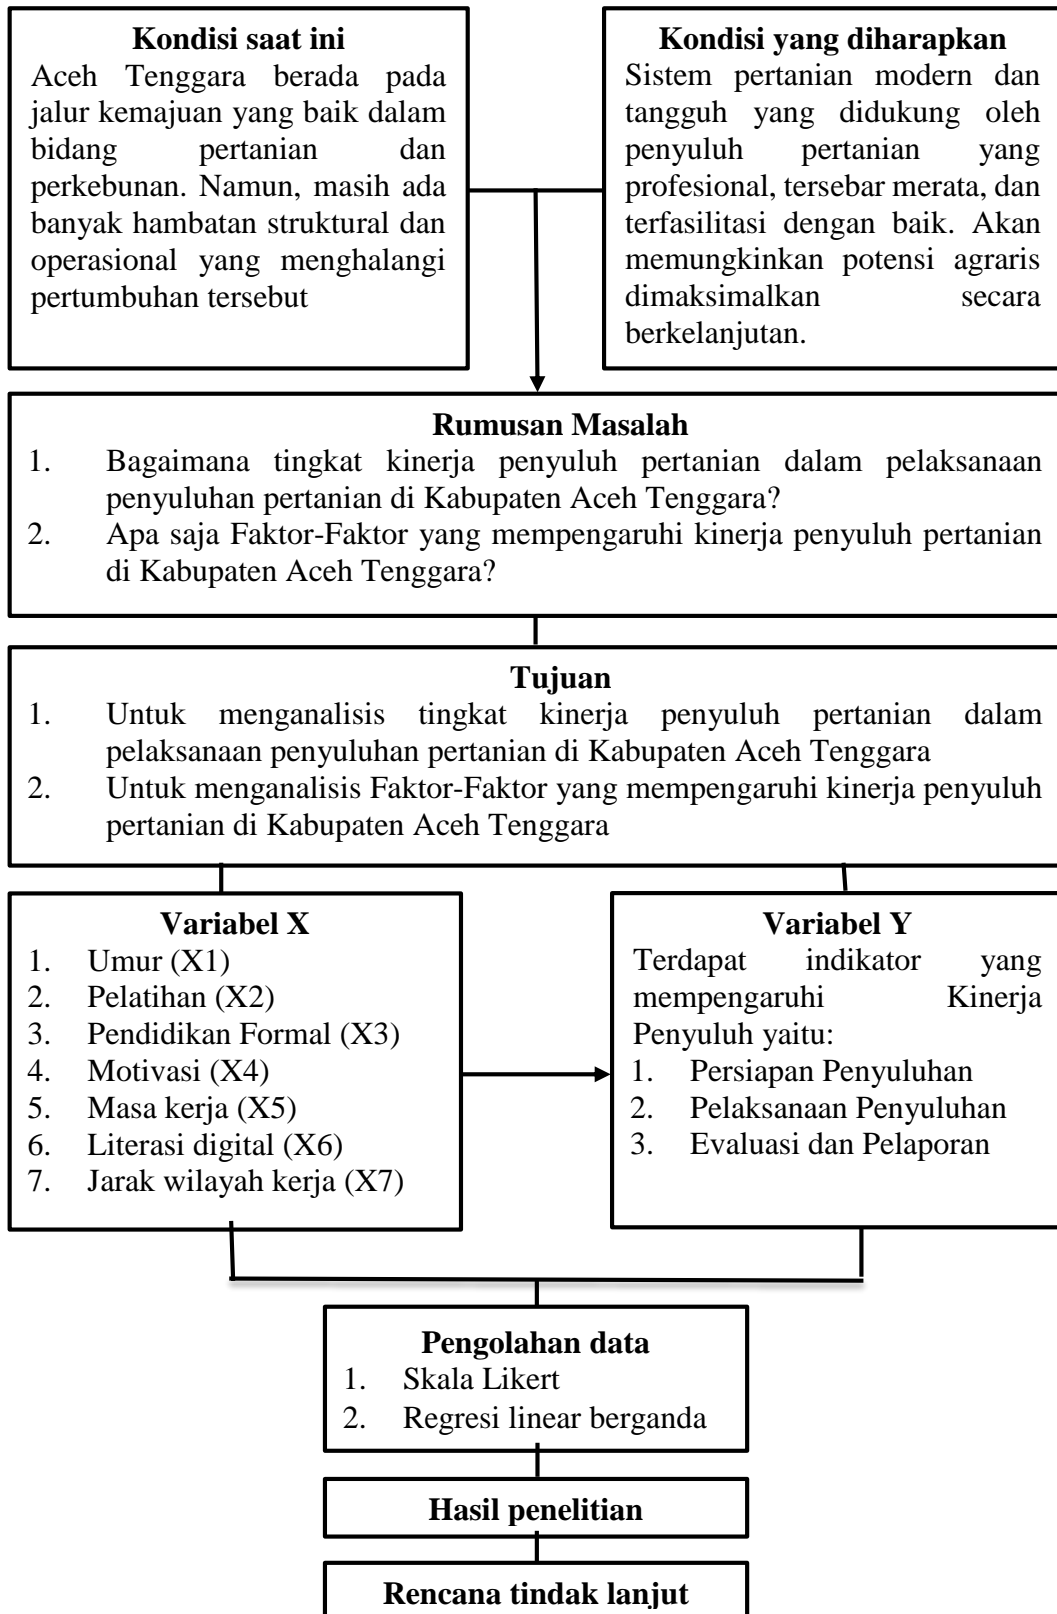 Kondisi saat ini
Aceh Tenggara berada pada
jalur kemajuan yang baik dalam
bidang pertanian dan
perkebunan. Namun, masih ada
banyak hambatan struktural dan
operasional yang menghalangi
pertumbuhan tersebut
Kondisi yang diharapkan
Sistem pertanian modern dan
tangguh yang didukung oleh
penyuluh pertanian yang
profesional, tersebar merata, dan
terfasilitasi dengan baik. Akan
memungkinkan potensi agraris
dimaksimalkan secara
berkelanjutan.
Rumusan Masalah
1. Bagaimana tingkat kinerja penyuluh pertanian dalam pelaksanaan
penyuluhan pertanian di Kabupaten Aceh Tenggara?
2. Apa saja Faktor-Faktor yang mempengaruhi kinerja penyuluh pertanian
di Kabupaten Aceh Tenggara?
Tujuan
1. Untuk menganalisis tingkat kinerja penyuluh pertanian dalam
pelaksanaan penyuluhan pertanian di Kabupaten Aceh Tenggara
2. Untuk menganalisis Faktor-Faktor yang mempengaruhi kinerja penyuluh
pertanian di Kabupaten Aceh Tenggara
Variabel X
1. Umur (X1)
2. Pelatihan (X2)
3. Pendidikan Formal (X3)
4. Motivasi (X4)
5. Masa kerja (X5)
6. Literasi digital (X6)
7. Jarak wilayah kerja (X7)
Variabel Y
Terdapat indikator yang
mempengaruhi Kinerja
Penyuluh yaitu:
1. Persiapan Penyuluhan
2. Pelaksanaan Penyuluhan
3. Evaluasi dan Pelaporan
Pengolahan data
1. Skala Likert
2. Regresi linear berganda
Hasil penelitian
Rencana tindak lanjut